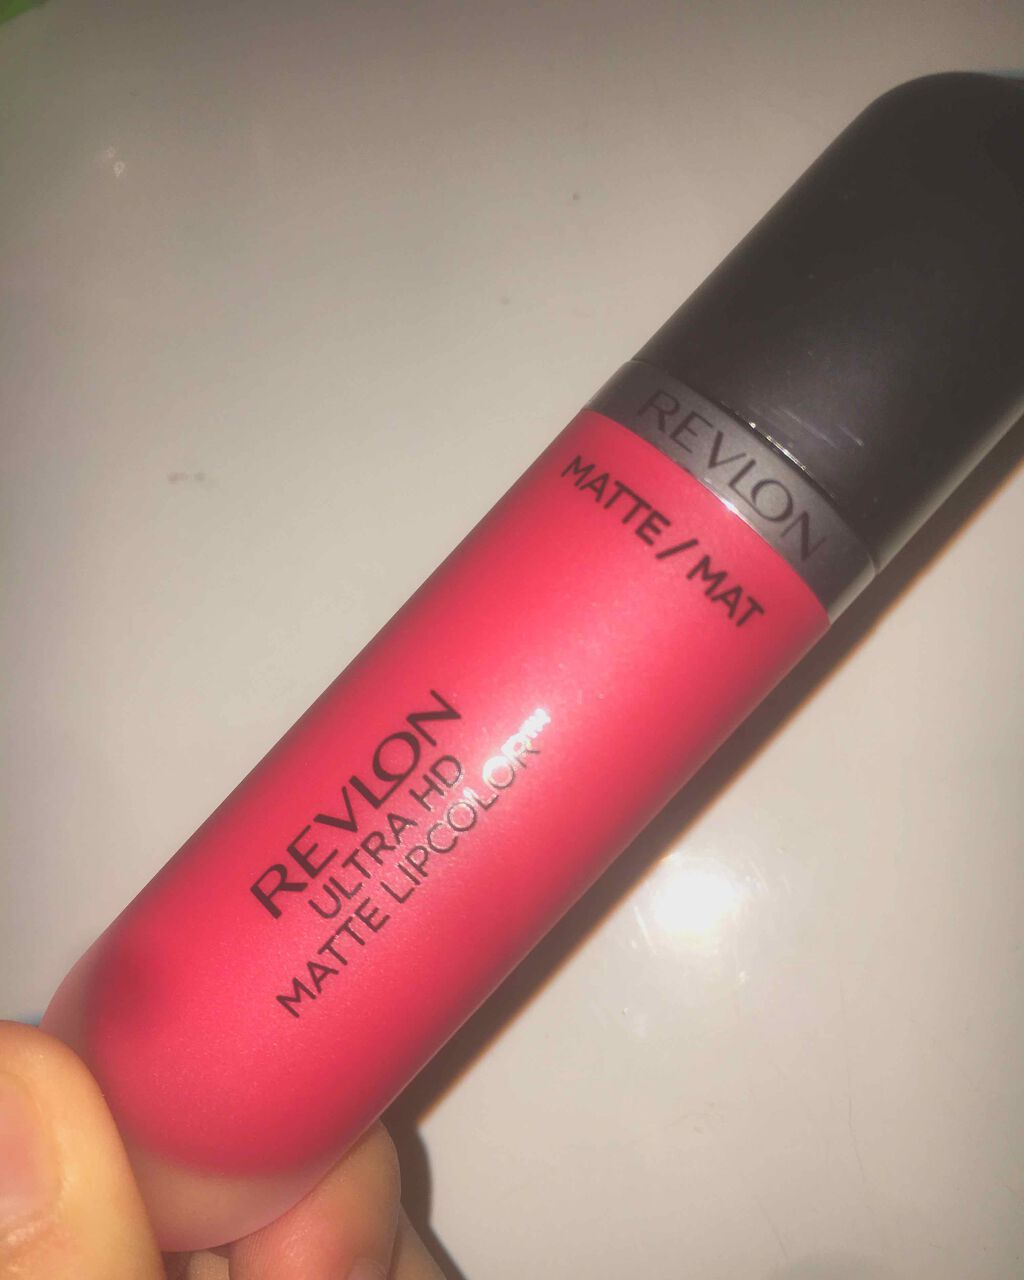 REVLON
MATTE / MAT
REVLON
ULTRA HD
MATTE LIPCOLOR™